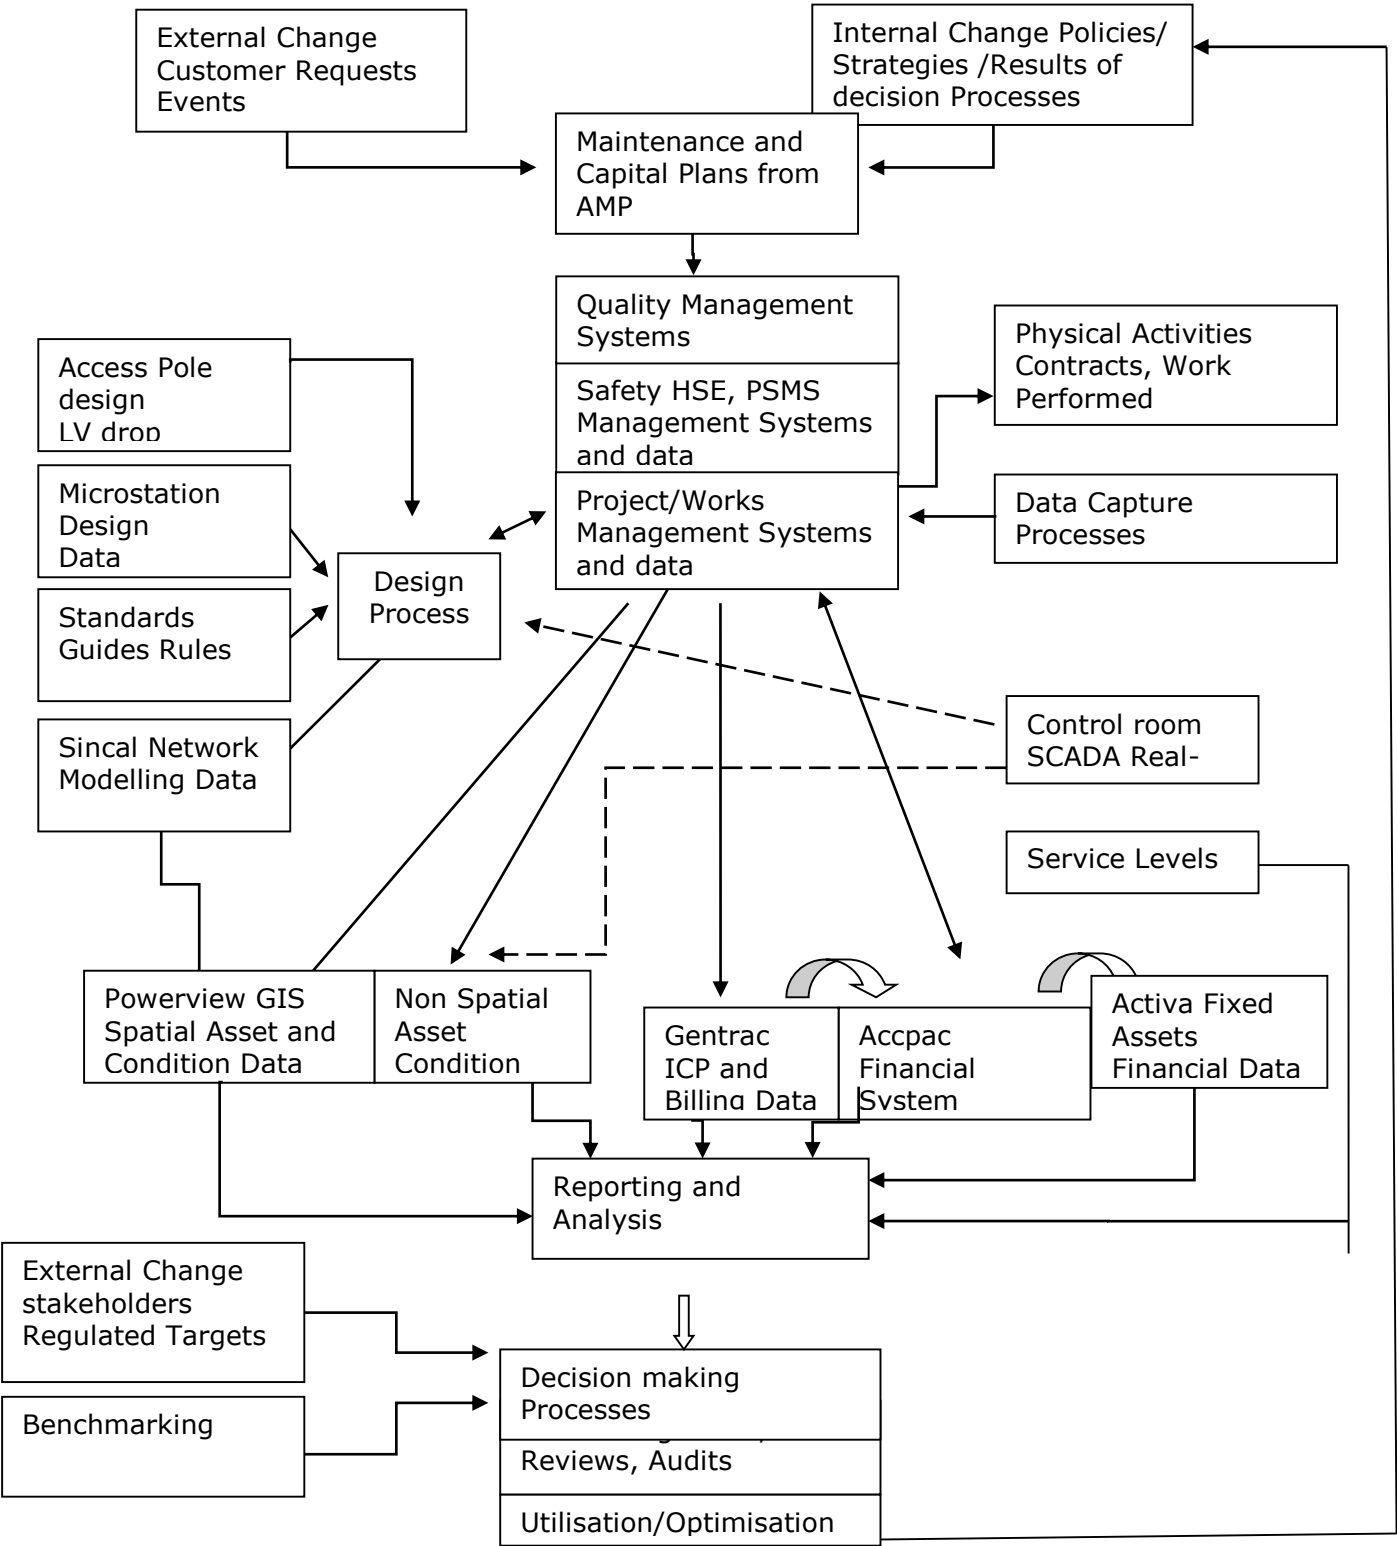 External Change
Customer Requests
Events
Internal Change Policies/
Strategies /Results of
decision Processes
Maintenance and
Capital Plans from
AMP
Quality Management
Systems
Safety HSE, PSMS
Management Systems
and data
Project/Works
Management Systems
and data
Physical Activities
Contracts, Work
Performed
Data Capture
Processes
Access Pole
design
LV drop
Microstation
Design
Data
Standards
Guides Rules
Sincal Network
Modelling Data
Design
Process
Control room
SCADA Real-
Service Levels
Powerview GIS
Spatial Asset and
Condition Data
Non Spatial
Asset
Condition
Gentrac
ICP and
Billing Data
Accpac
Financial
System
Activa Fixed
Assets
Financial Data
Reporting and
Analysis
External Change
stakeholders
Regulated Targets
Benchmarking
Decision making
Processes
Reviews, Audits
Utilisation/Optimisation